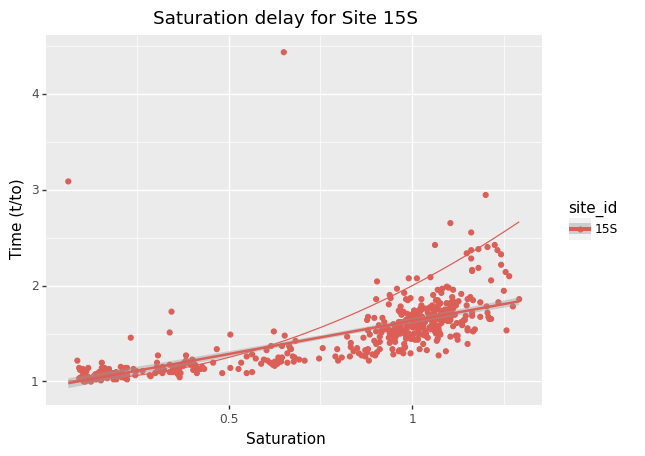 Saturation delay for Site 15S
4
3
2
1
0.5
1
Time (t/to)
Saturation
site_id
15S